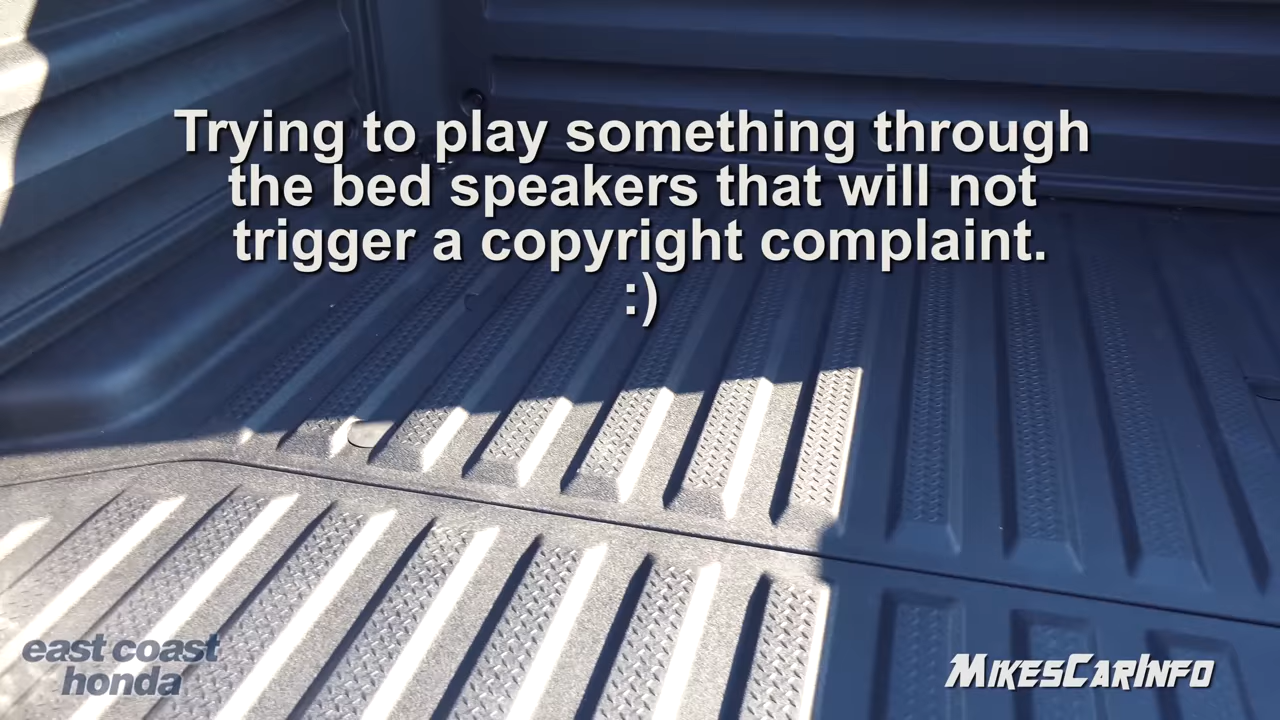 Trying to play something through
the bed speakers that will not
trigger a copyright complaint.
:)
east coast
honda
MikesCarInfo